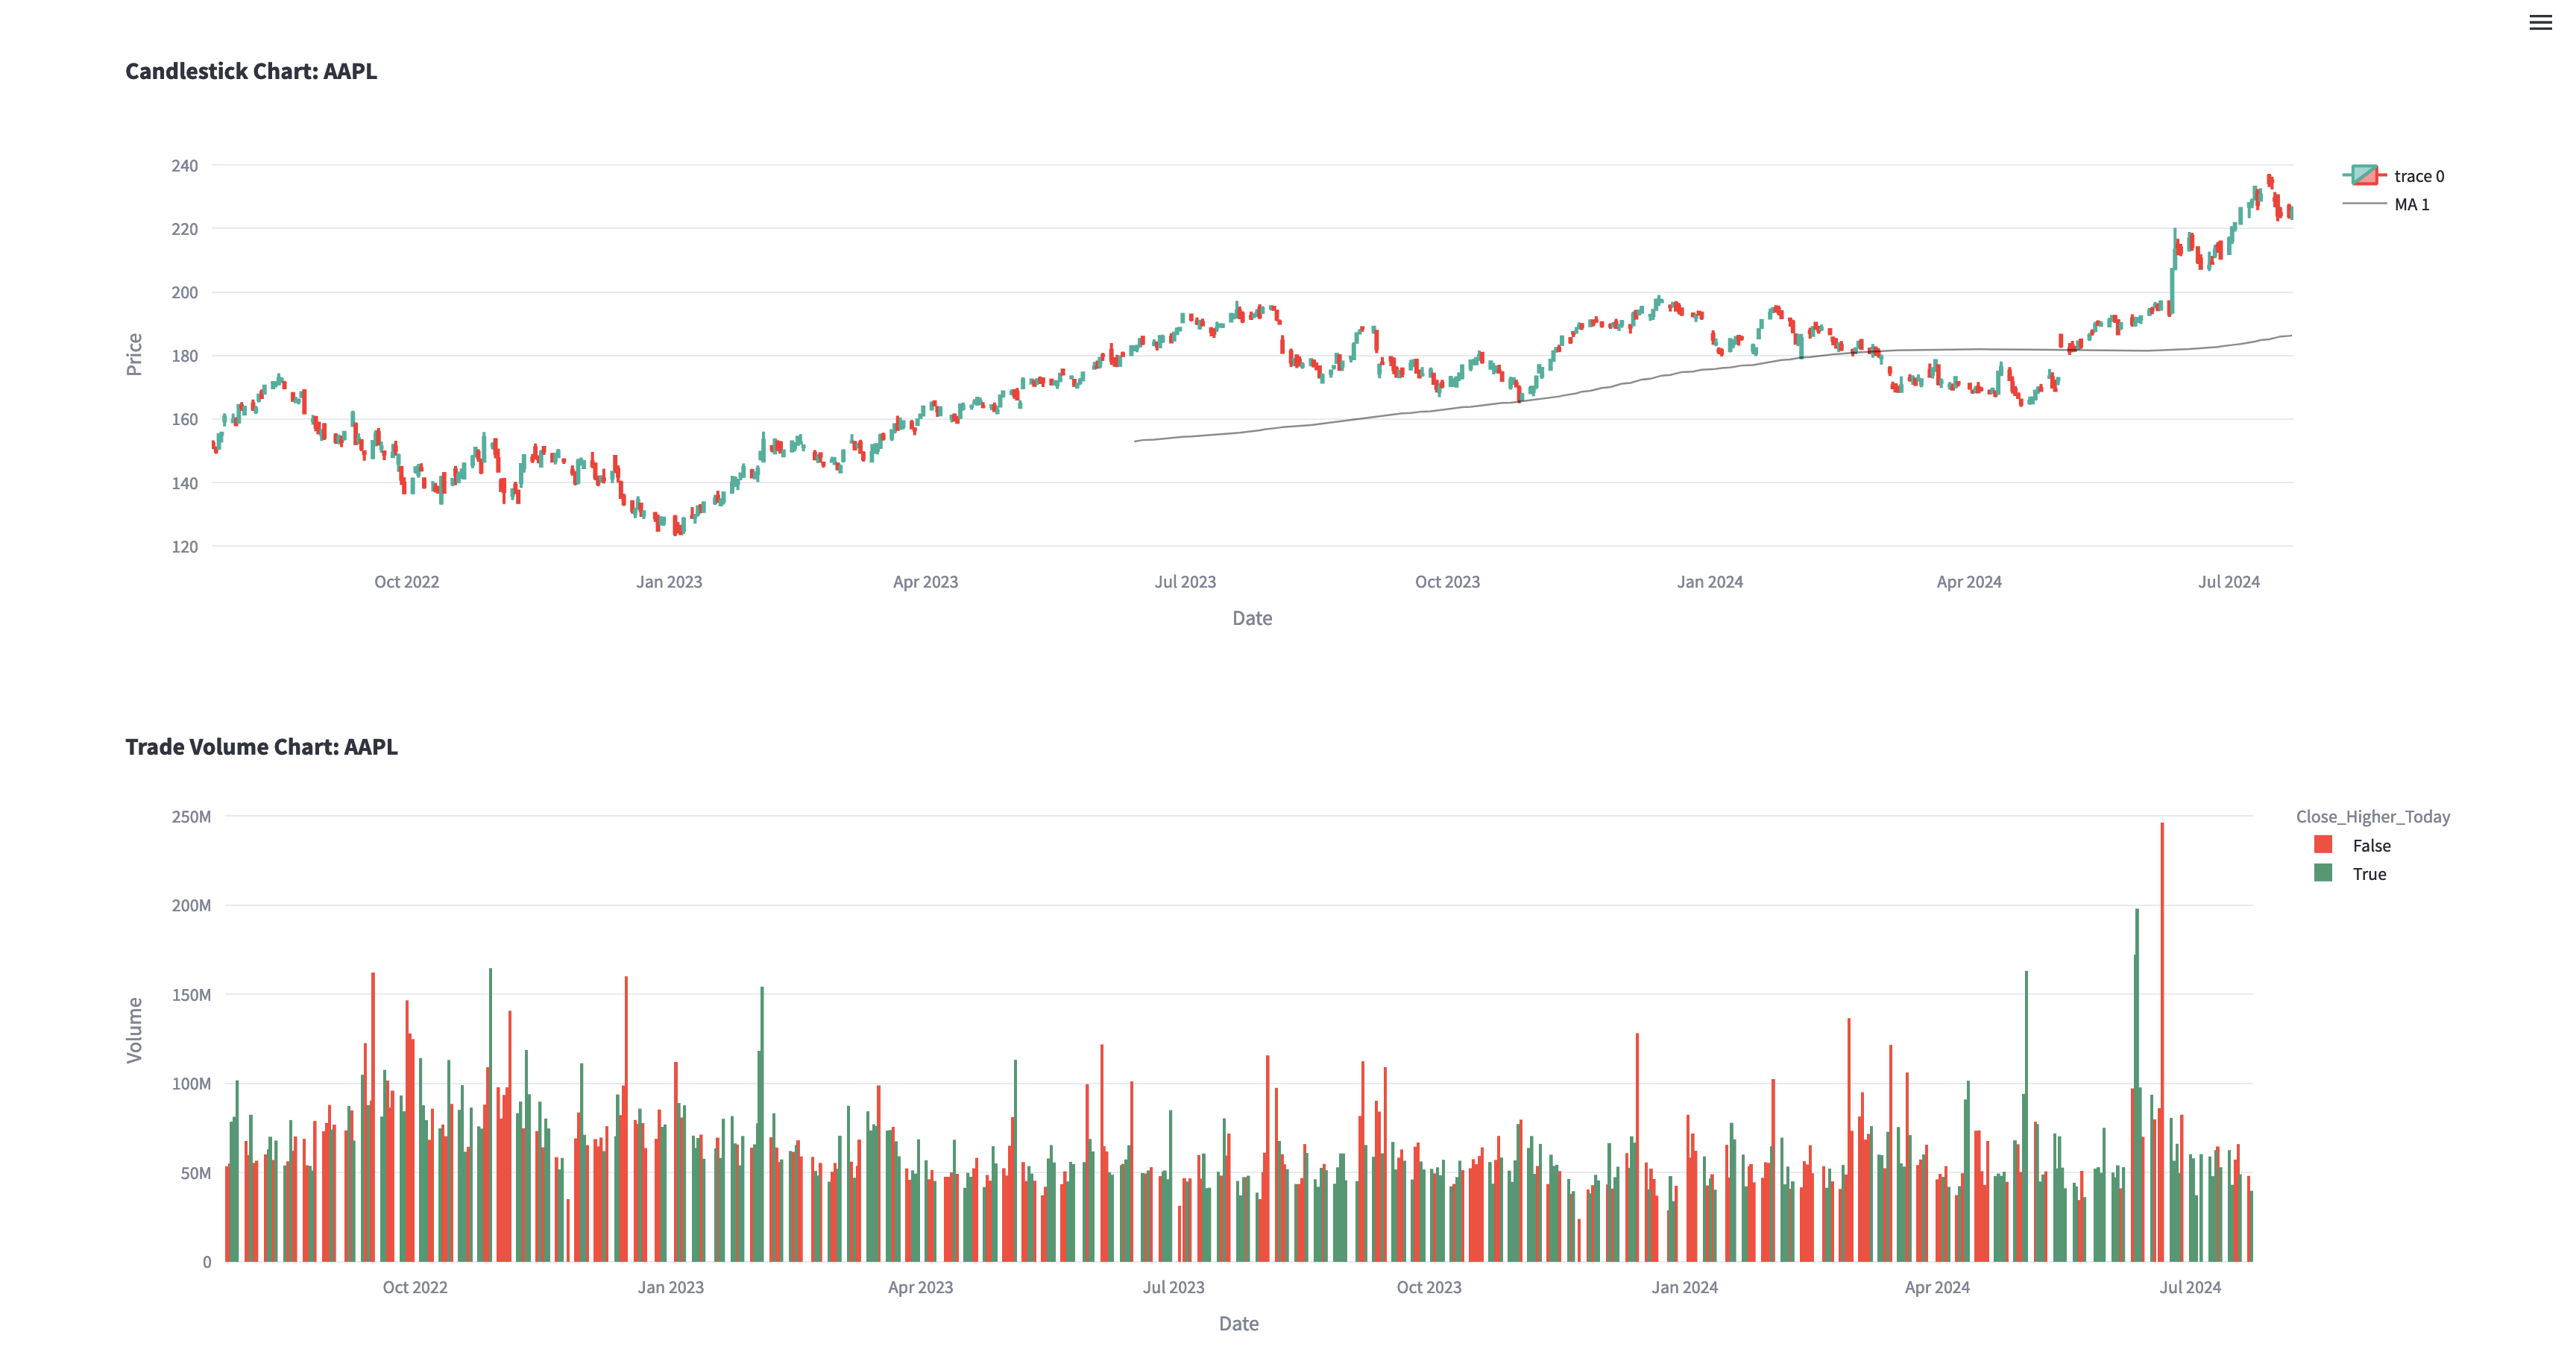 Candlestick Chart: AAPL
240
220
200
180
160
140
120
Price
Oct 2022 Jan 2023 Apr 2023 Jul 2023 Oct 2023 Jan 2024 Apr 2024 Jul 2024
Date
trace 0
MA 1
Trade Volume Chart: AAPL
250M
200M
150M
100M
50M
0
Volume
Oct 2022 Jan 2023 Apr 2023 Jul 2023 Oct 2023 Jan 2024 Apr 2024 Jul 2024
Date
Close_Higher_Today
False
True